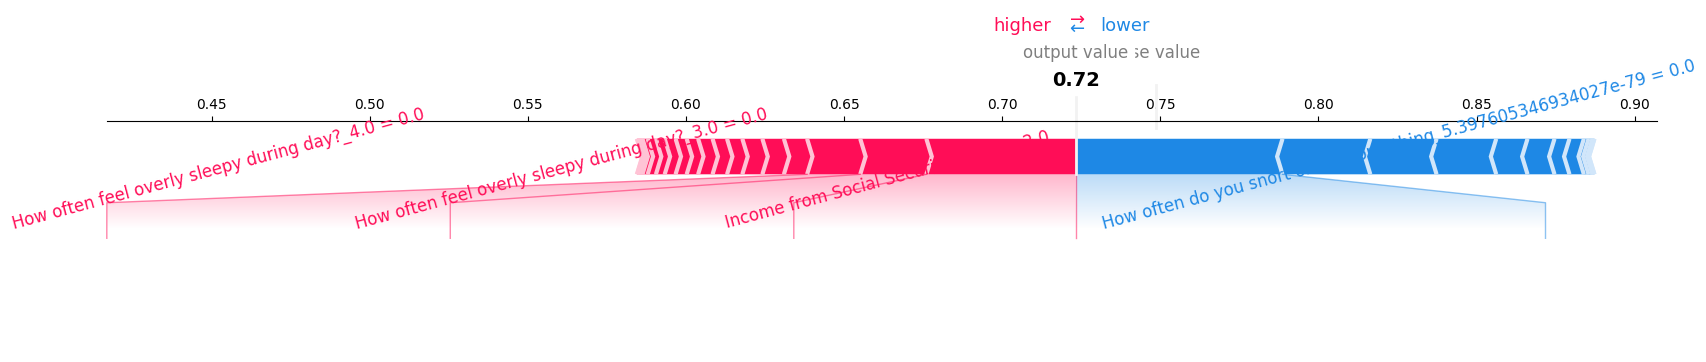 higher lower
output value se value
0.72
0.45 0.50 0.55 0.60 0.65 0.70 0.75 0.80 0.85 0.90
How often feel overly sleepy during day?_4.0 = 0.0
How often feel overly sleepy during day?_3.0 = 0.0
Income from Social
How often do you snort 5.397605346934027e-79 = 0.0